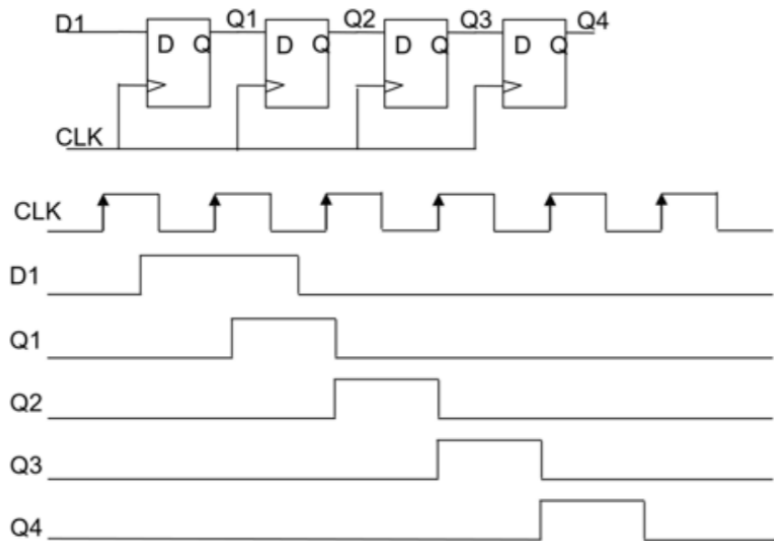 D1 Q1 Q2 Q3 Q4
D Q D Q D Q D Q
CLK
CLK
D1
Q1
Q2
Q3
Q4